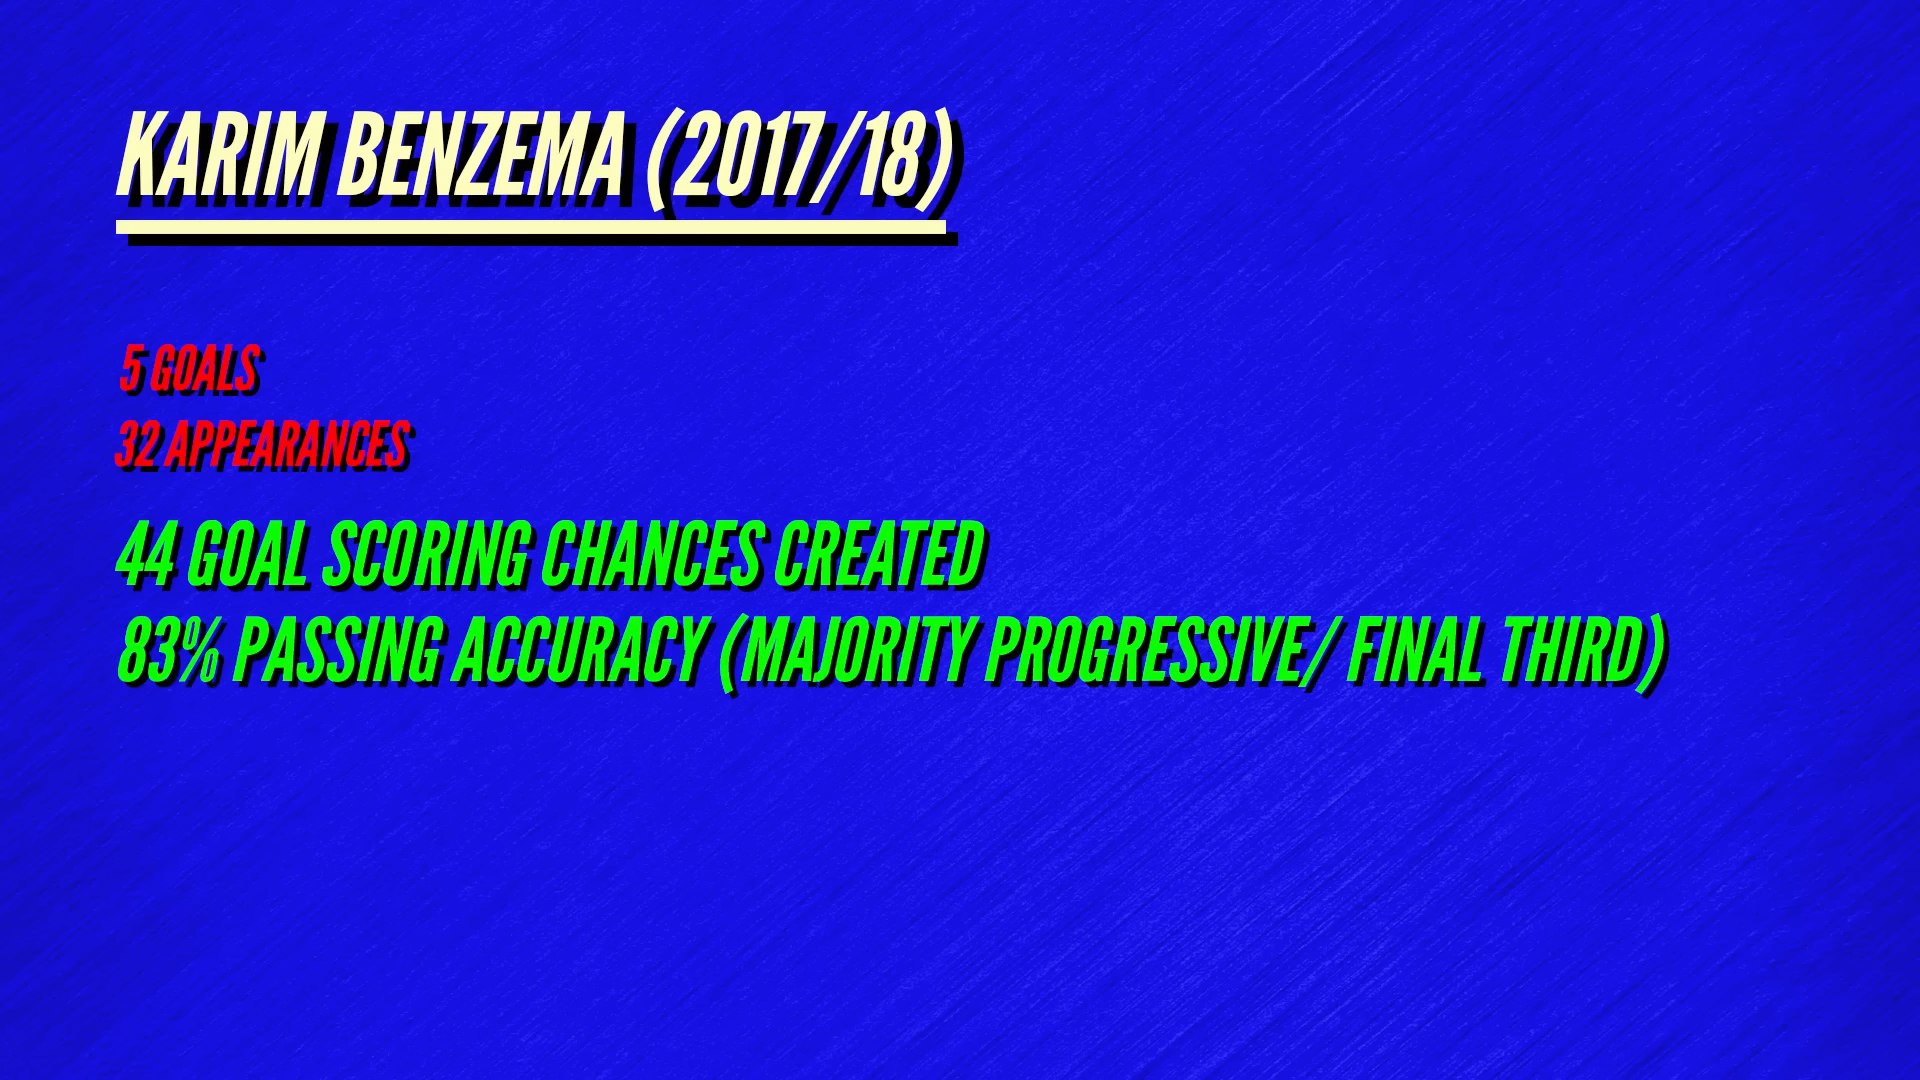 KARIM BENZEMA (2017/18)
5 GOALS
32 APPEARANCES
44 GOAL SCORING CHANCES CREATED
83% PASSING ACCURACY (MAJORITY PROGRESSIVE/ FINAL THIRD)